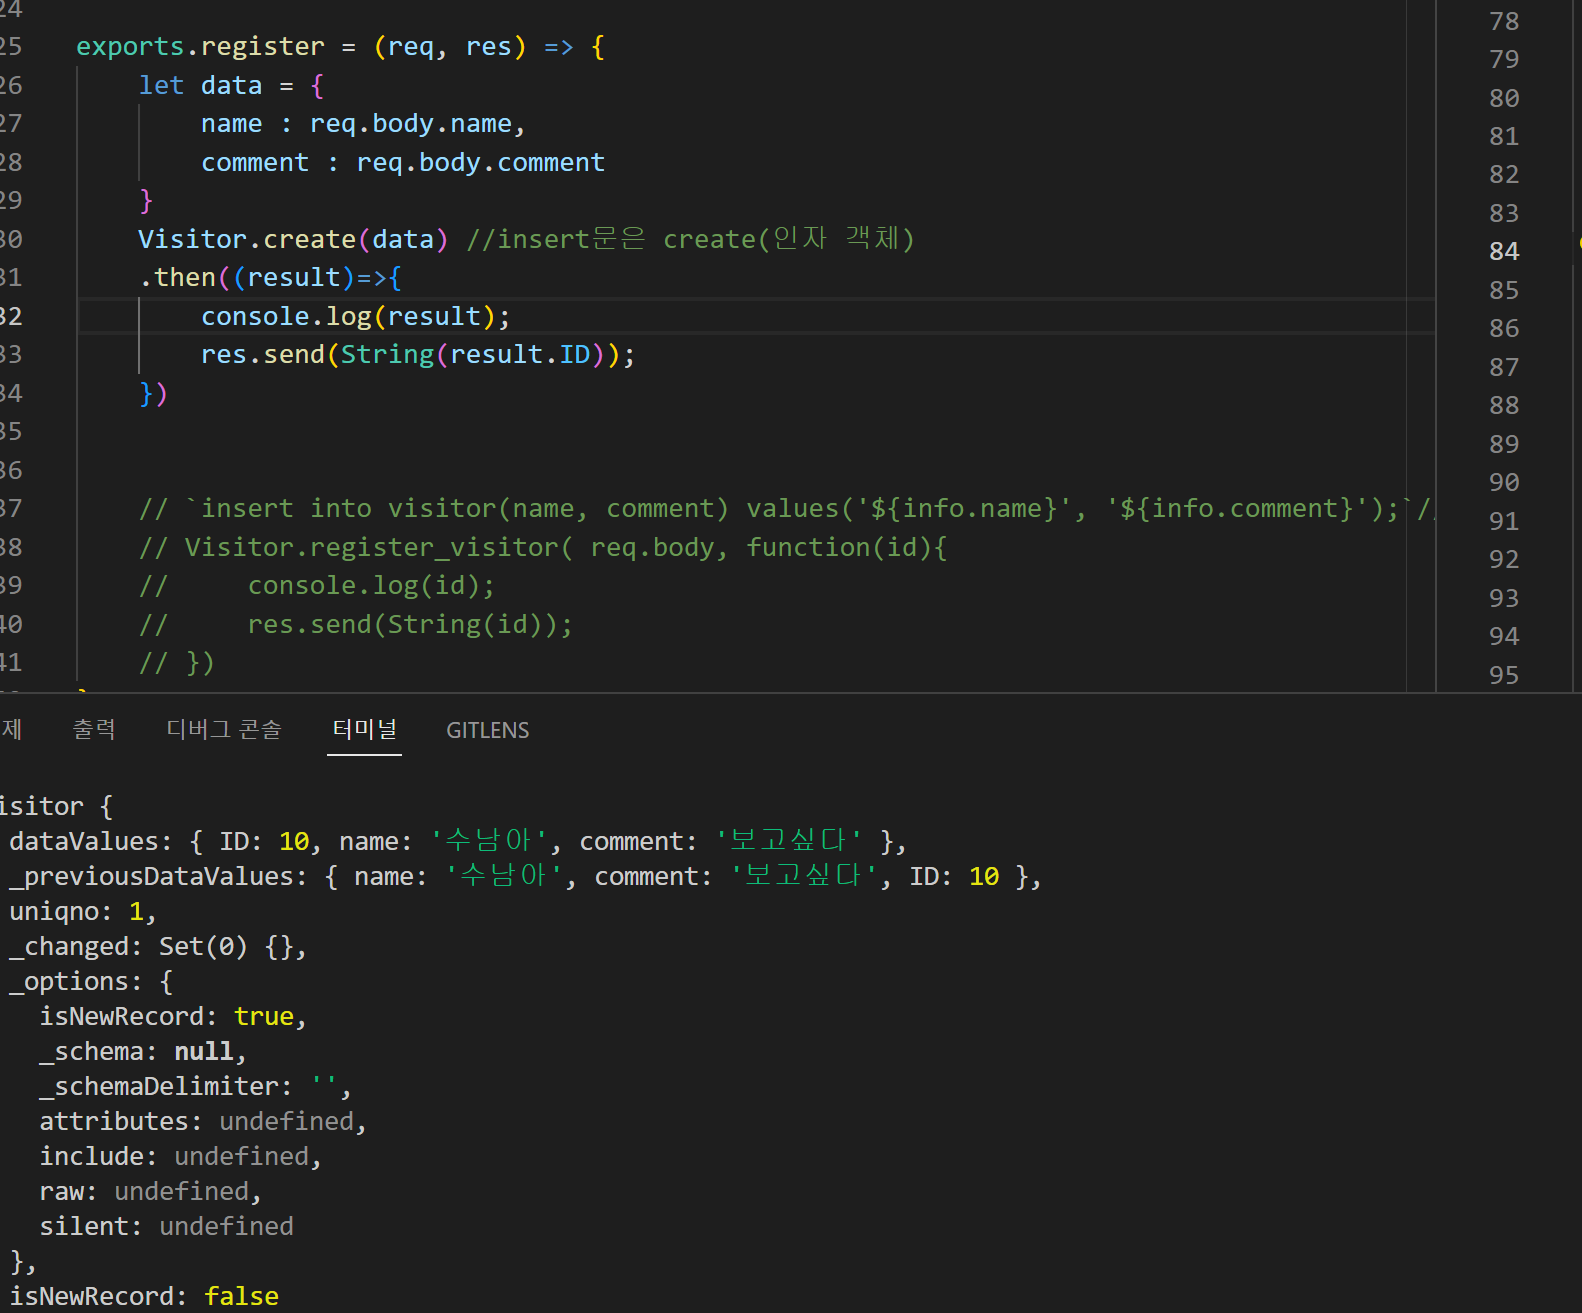 24
25 exports.register = (req, res) => {
26 let data = {
27 name : req.body.name,
28 comment : req.body.comment
29 }
30 Visitor.create(data) //insert문은 create(인자 객체)
31 .then((result)=>{
32 console.log(result);
33 res.send(String(result.ID));
34 })
35
36
37 // `insert into visitor(name, comment) values('${info.name}', '${info.comment}');`/
38 // Visitor.register_visitor( req.body, function(id){
39 // console.log(id);
40 // res.send(String(id));
41 // })
78
79
80
81
82
83
84
85
86
87
88
89
90
91
92
93
94
95
제 출력 디버그 콘솔 터미널 GITLENS
isitor {
dataValues: { ID: 10, name: '수남아', comment: '보고싶다' },
_previousDataValues: { name: '수남아', comment: '보고싶다', ID: 10 },
uniqno: 1,
_changed: Set(0) {},
_options: {
isNewRecord: true,
_schema: null,
_schemaDelimiter: '',
attributes: undefined,
include: undefined,
raw: undefined,
silent: undefined
},
isNewRecord: false